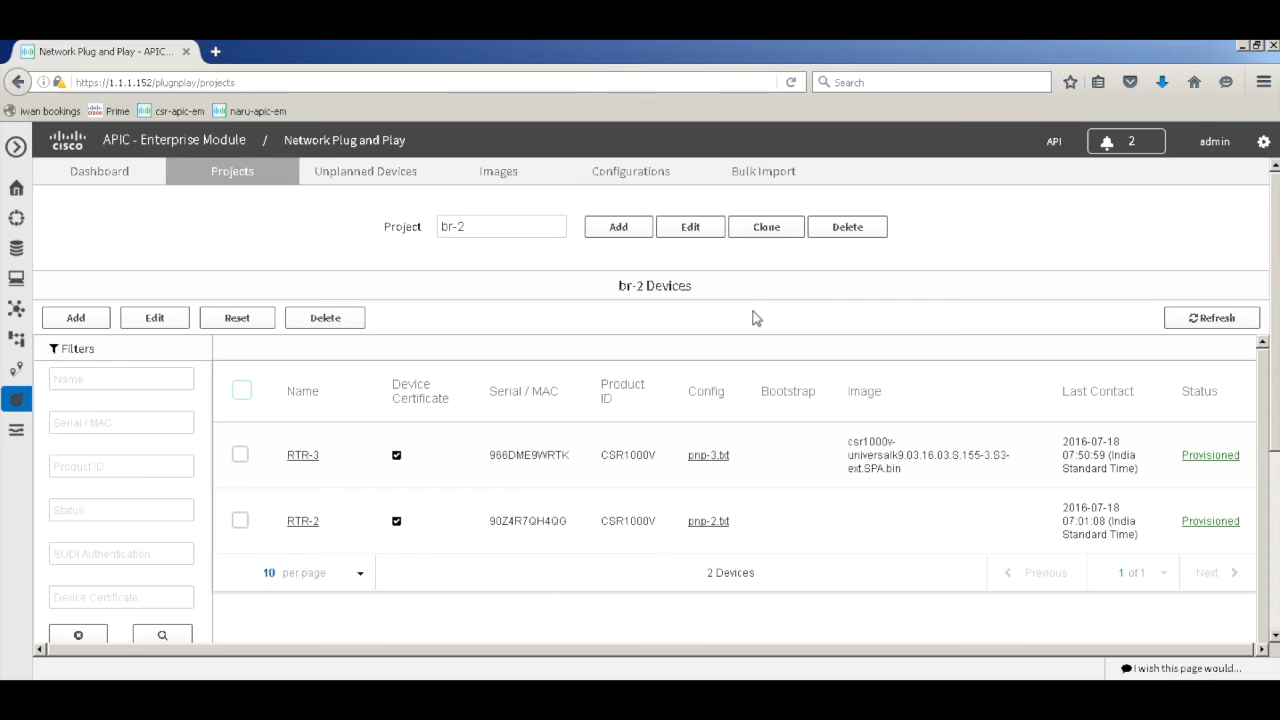 Network Plug and Play - APIC...
https://1.1.1.152/plugnplay/projects
Search
iwan bookings
Prime
csr-apic-em
naru-apic-em
CISCO
APIC - Enterprise Module / Network Plug and Play
API
2
admin
Dashboard
Projects
Unplanned Devices
Images
Configurations
Bulk Import
Project
br-2
Add
Edit
Clone
Delete
br-2 Devices
Add
Edit
Reset
Delete
Refresh
Filters
Name
Serial / MAC
Product ID
Status
SUDI Authentication
Device Certificate
Name
Device
Certificate
Serial / MAC
Product
ID
Config
Bootstrap
Image
Last Contact
Status
RTR-3
966DME9WRTK
CSR1000V
pnp-3.txt
csr1000v-
universalk9.03.16.03.S.155-3.S3-
ext.SPA.bin
2016-07-18
07:50:59 (India
Standard Time)
Provisioned
RTR-2
90Z4R7QH4QG
CSR1000V
pnp-2.txt
2016-07-18
07:01:08 (India
Standard Time)
Provisioned
10 per page
2 Devices
Previous
1 of 1
Next
I wish this page would...